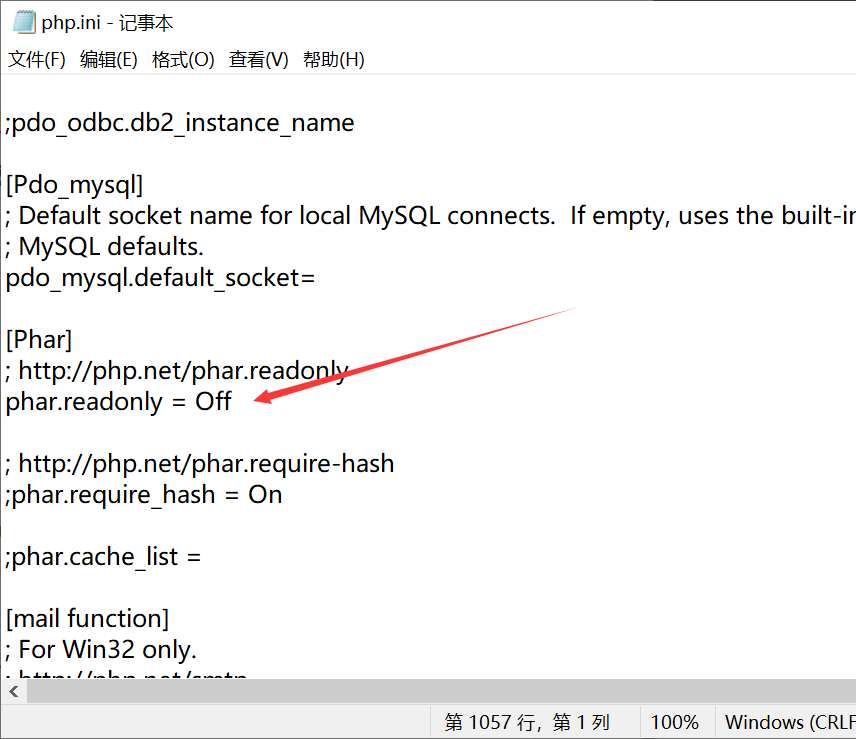 php.ini - 记事本
文件(F) 编辑(E) 格式(O) 查看(V) 帮助(H)
;pdo_odbc.db2_instance_name
[Pdo_mysql]
; Default socket name for local MySQL connects.  If empty, uses the built-in
; MySQL defaults.
pdo_mysql.default_socket=
[Phar]
; http://php.net/phar.readonly
phar.readonly = Off
; http://php.net/phar.require-hash
;phar.require_hash = On
;phar.cache_list =
[mail function]
; For Win32 only.
; http://php.net/smtp
第 1057 行，第 1 列 100% Windows (CRLF